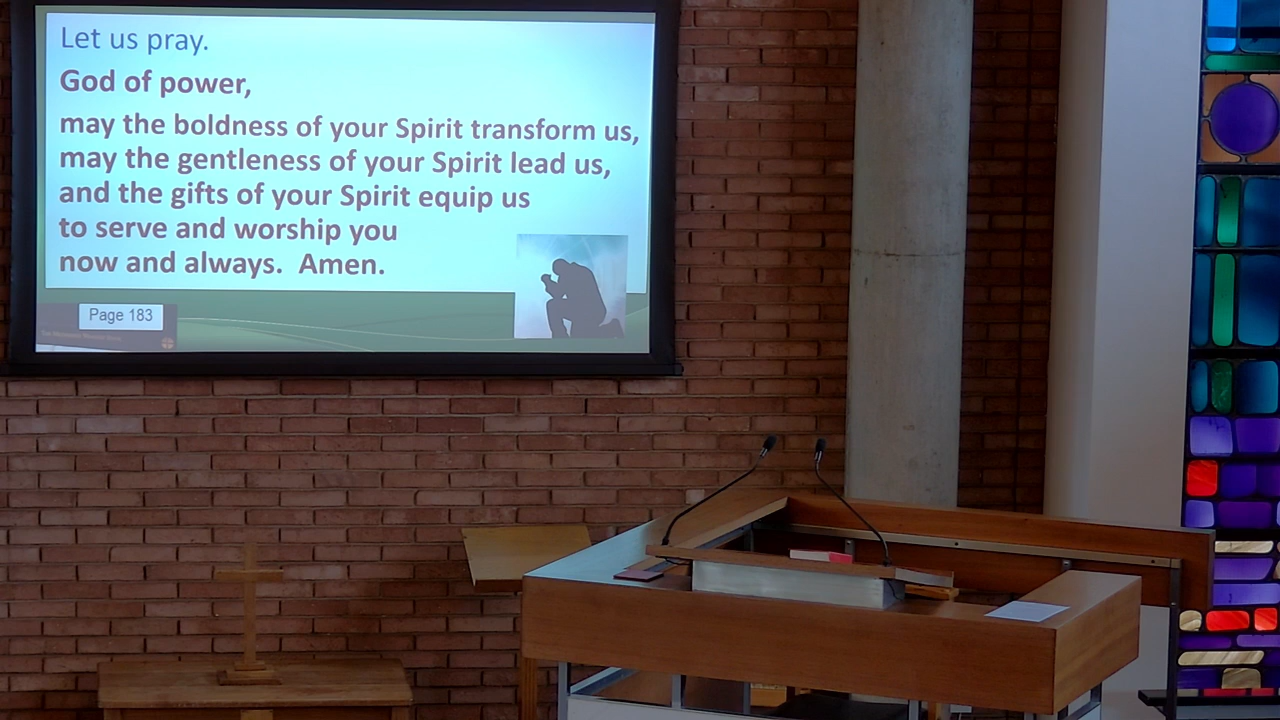 Let us pray.
God of power,
may the boldness of your Spirit transform us,
may the gentleness of your Spirit lead us,
and the gifts of your Spirit equip us
to serve and worship you
now and always.  Amen.
Page 183